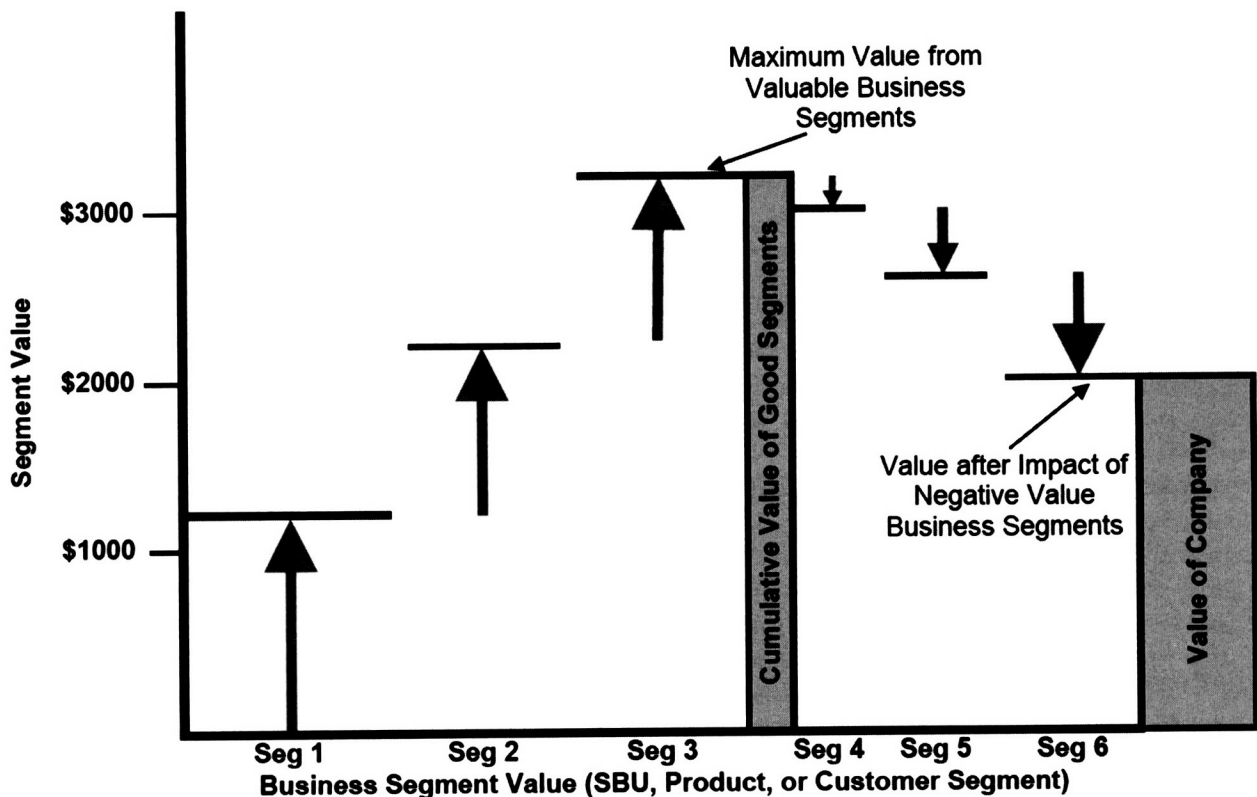 Maximum Value from
Valuable Business
Segments
$3000
$2000
$1000
Segment Value
Cumulative Value of Good Segments
Value after Impact of
Negative Value
Business Segments
Value of Company
Seg 1
Seg 2
Seg 3
Seg 4
Seg 5
Seg 6
Business Segment Value (SBU, Product, or Customer Segment)